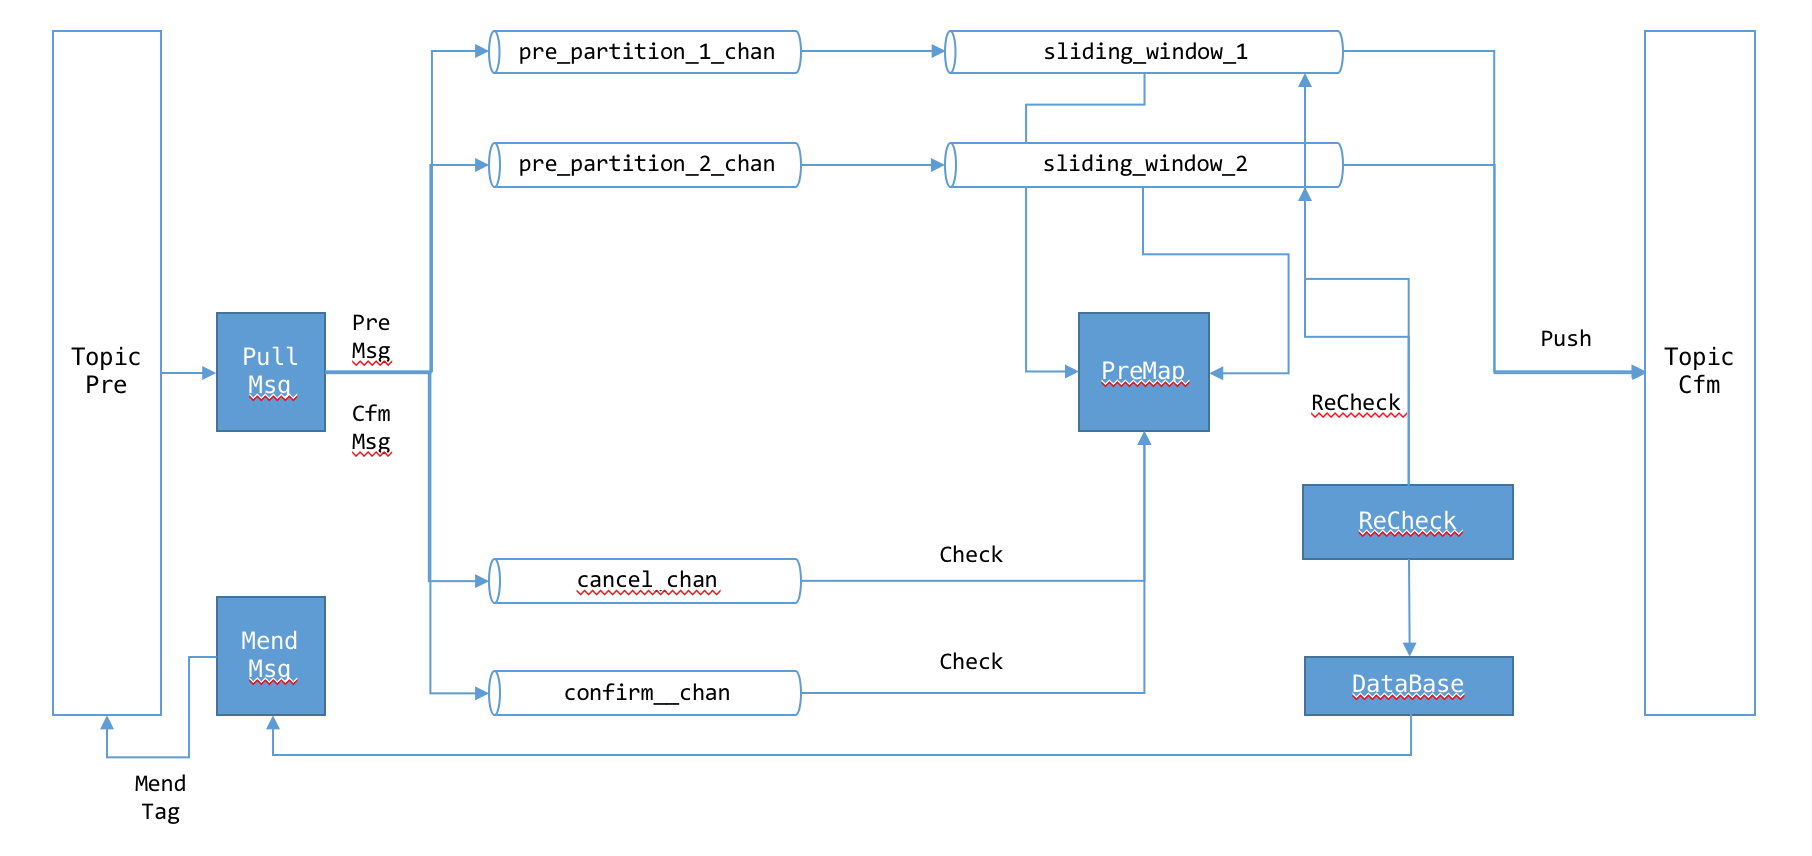 pre_partition_1_chan
sliding_window_1
pre_partition_2_chan
sliding_window_2
Topic
Pre
Pull
Msg
Pre
Msg
Cfm
Msg
PreMap
Push
Topic
Cfm
ReCheck
ReCheck
Check
cancel_chan
Check
confirm__chan
Mend
Msg
DataBase
Mend
Tag